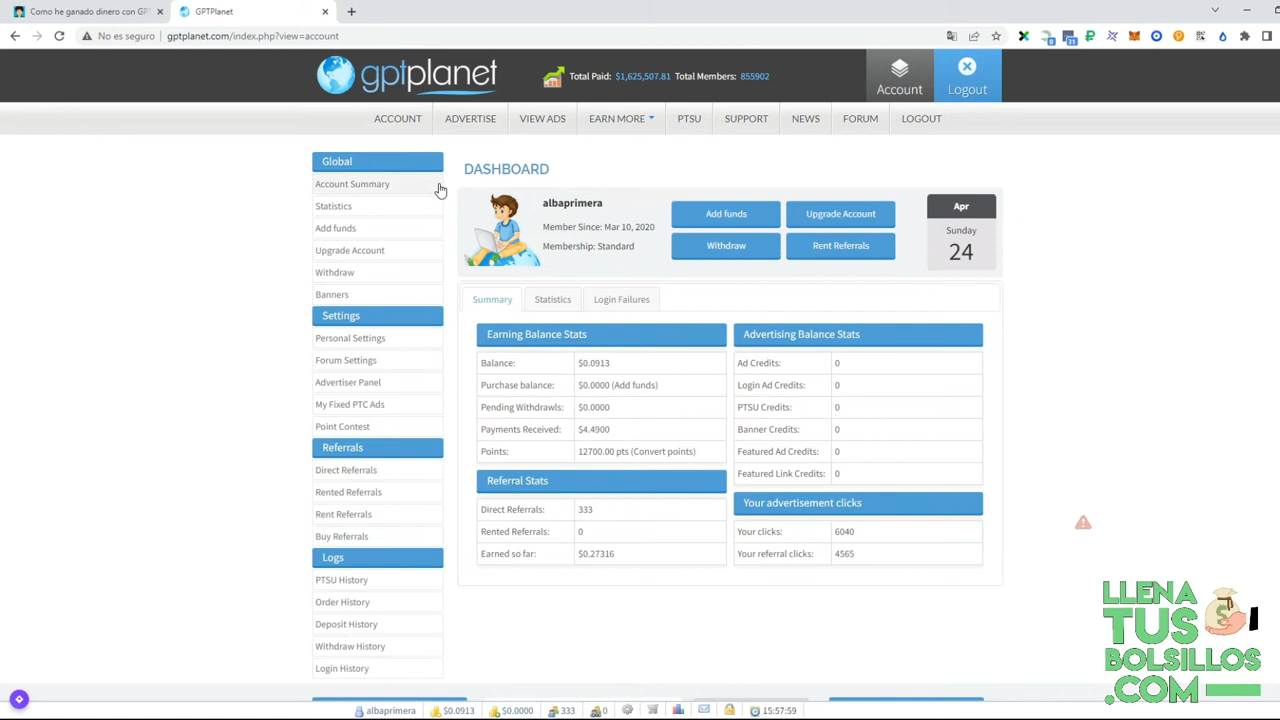 Como he ganado dinero con GP
GPTPlanet
No es seguro
gptplanet.com/index.php?view=account
8
31
gptplanet
Total Paid: $1,625,507.81 Total Members: 855902
Account
Logout
ACCOUNT
ADVERTISE
VIEW ADS
EARN MORE
PTSU
SUPPORT
NEWS
FORUM
LOGOUT
Global
Account Summary
Statistics
Add funds
Upgrade Account
Withdraw
Banners
Settings
Personal Settings
Forum Settings
Advertiser Panel
My Fixed PTC Ads
Point Contest
Referrals
Direct Referrals
Rented Referrals
Rent Referrals
Buy Referrals
Logs
PTSU History
Order History
Deposit History
Withdraw History
Login History
DASHBOARD
albaprimera
Member Since: Mar 10, 2020
Membership: Standard
Add funds
Upgrade Account
Withdraw
Rent Referrals
Apr
Sunday
24
Summary
Statistics
Login Failures
Earning Balance Stats
Balance: $0.0913
Purchase balance: $0.0000 (Add funds)
Pending Withdrawls: $0.0000
Payments Received: $4.4900
Points: 12700.00 pts (Convert points)
Referral Stats
Direct Referrals: 333
Rented Referrals: 0
Earned so far: $0.27316
Advertising Balance Stats
Ad Credits: 0
Login Ad Credits: 0
PTSU Credits: 0
Banner Credits: 0
Featured Ad Credits: 0
Featured Link Credits: 0
Your advertisement clicks
Your clicks: 6040
Your referral clicks: 4565
LLENA
TUS
BOLSILLOS
.COM
albaprimera
$0.0913
$0.0000
333
0
15:57:59